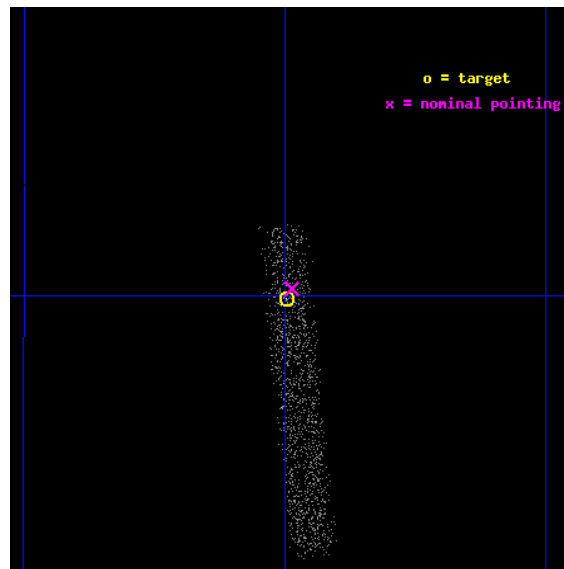 o = target
x = nominal pointing